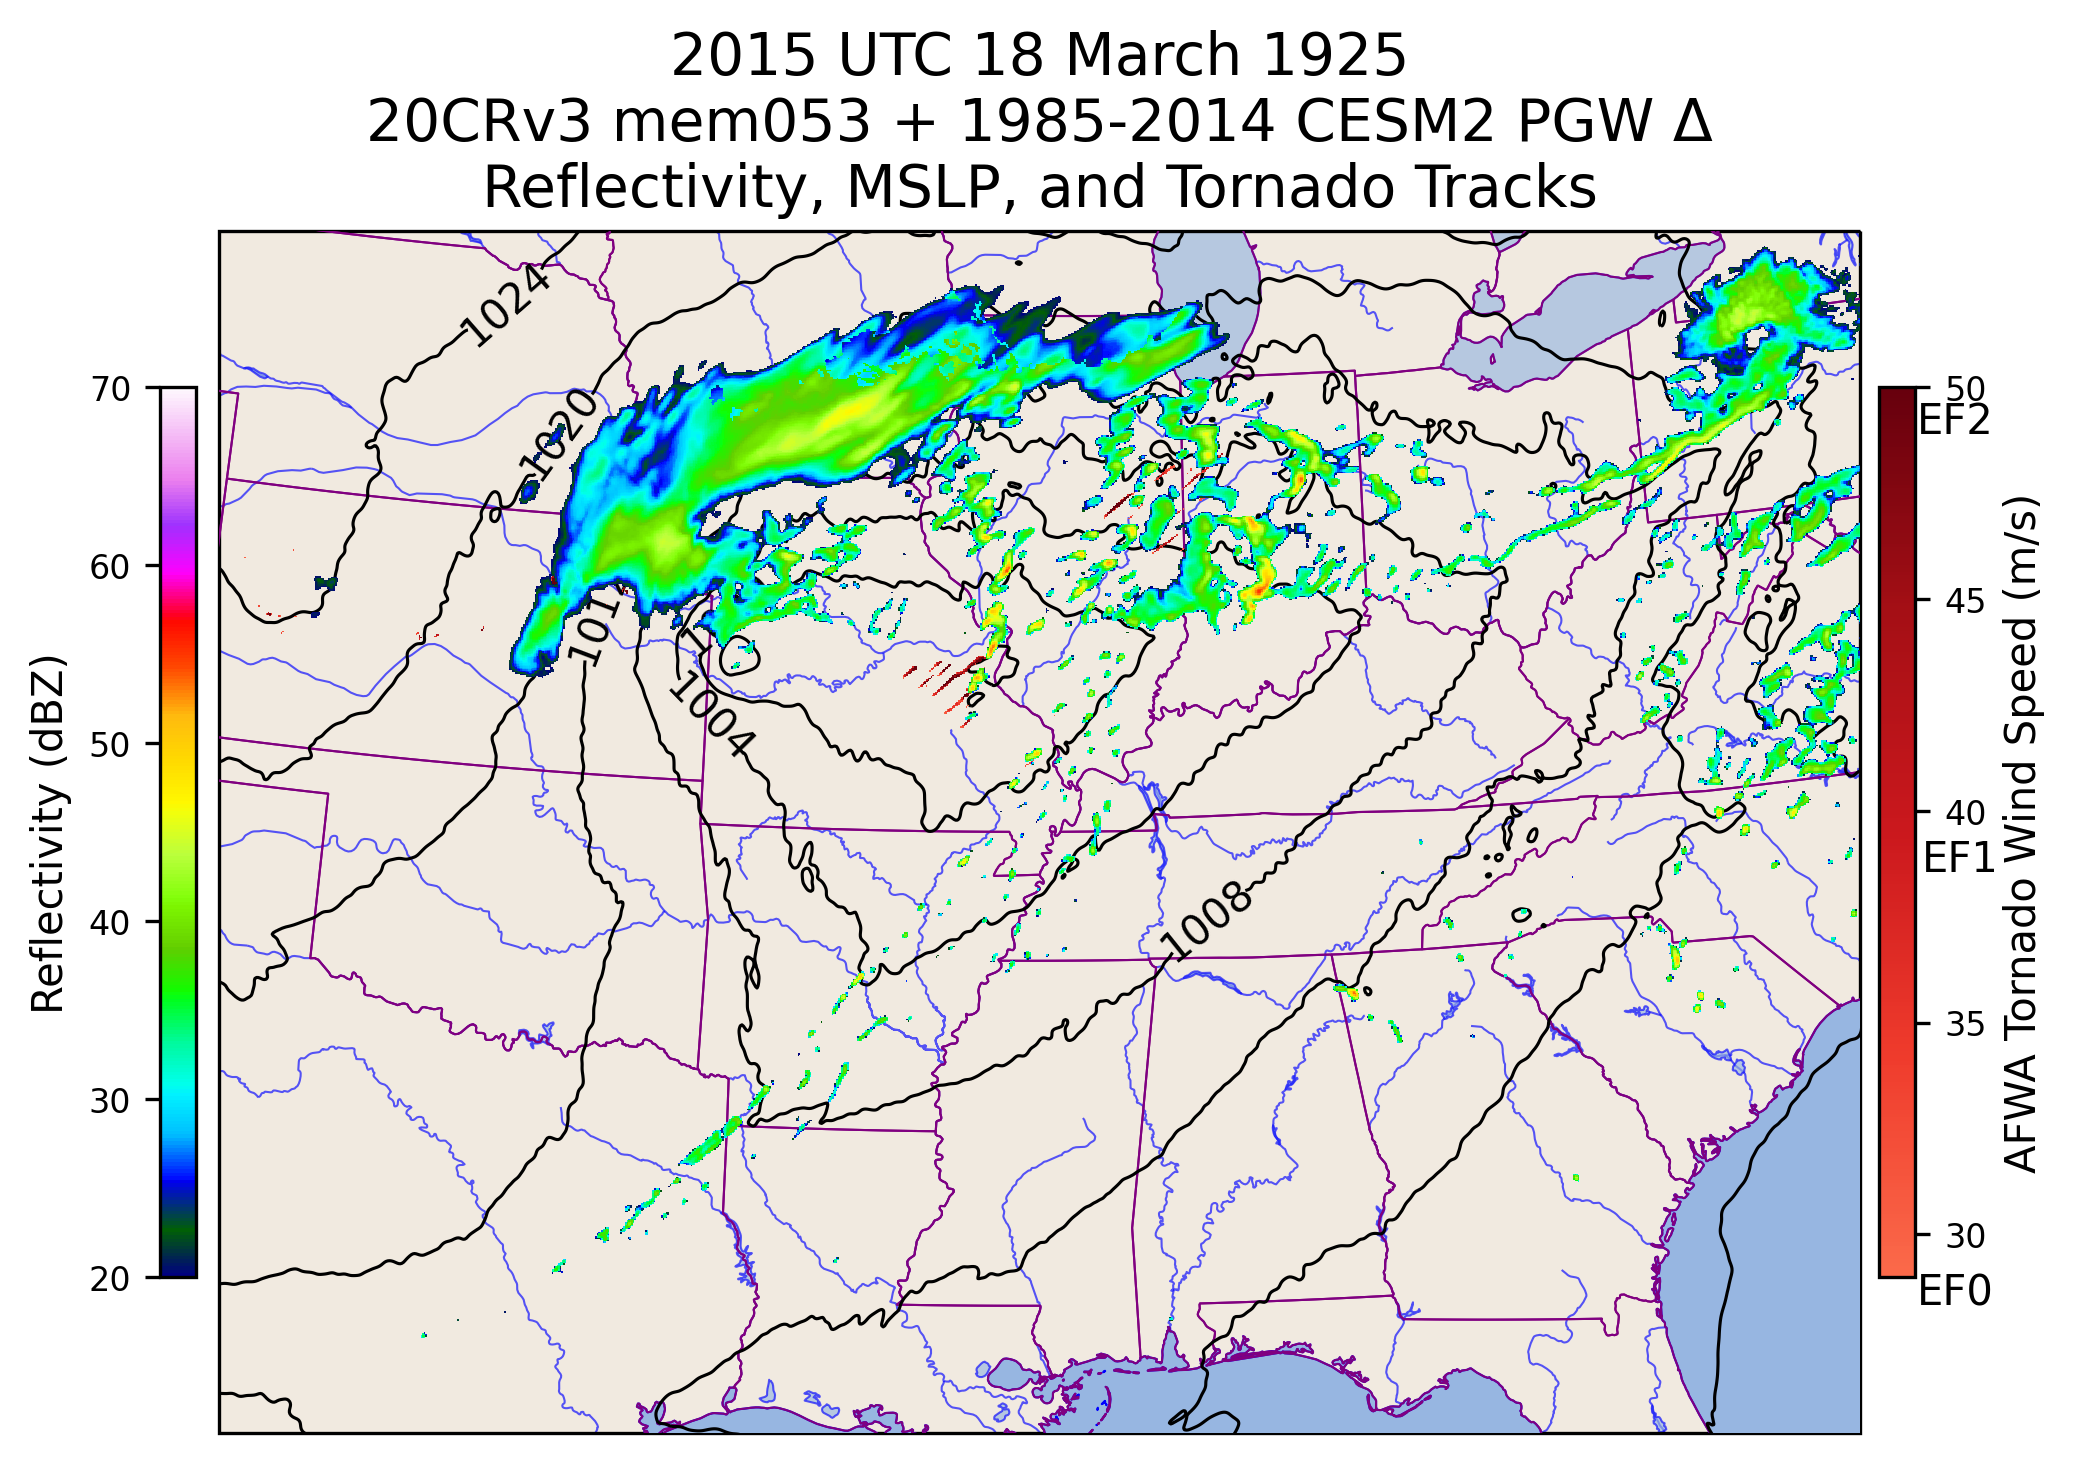 2015 UTC 18 March 1925
20CRv3 mem053 + 1985-2014 CESM2 PGW Δ
Reflectivity, MSLP, and Tornado Tracks
1024
1020
1004
1008
Reflectivity (dBZ)
70
60
50
40
30
20
50
EF2
45
40
EF1
35
30
EF0
AFWA Tornado Wind Speed (m/s)